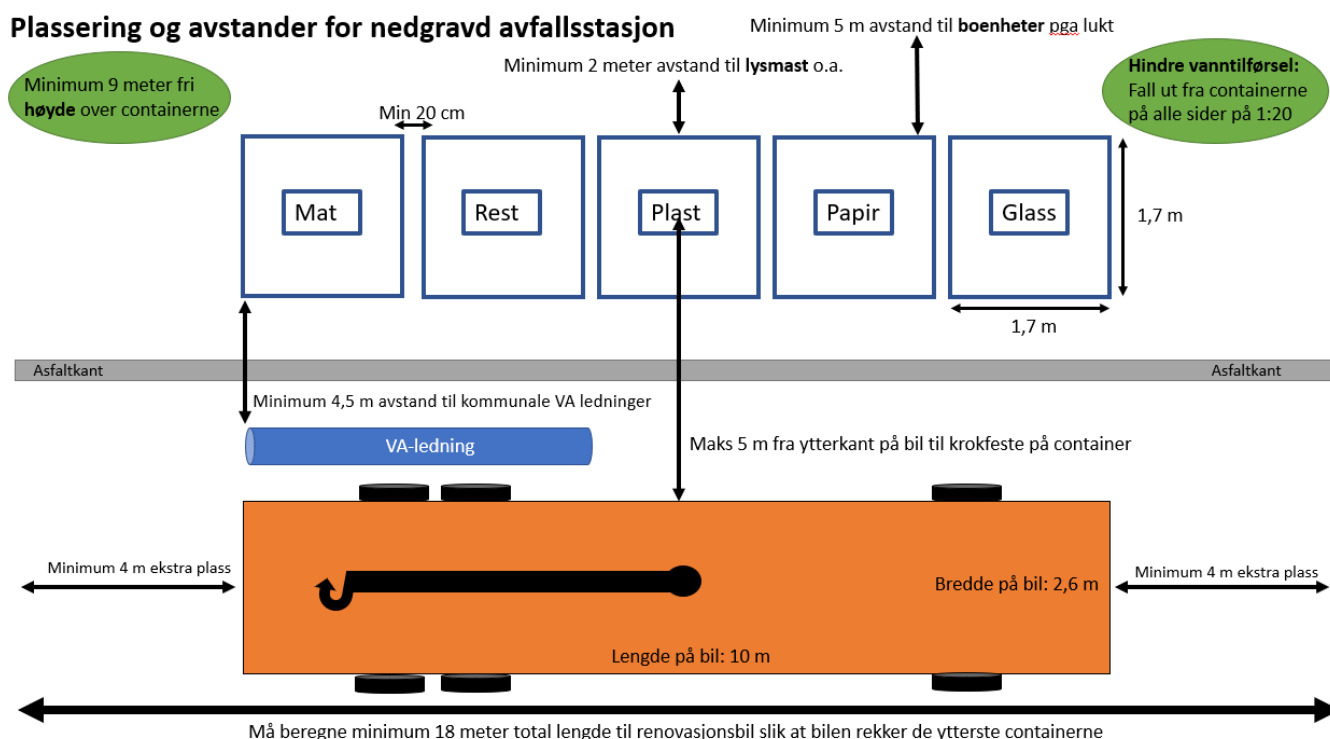 Plassering og avstander for nedgravd avfallsstasjon
Minimum 5 m avstand til boenheter pga lukt
Minimum 9 meter fri
høyde over containerne
Minimum 2 meter avstand til lysmast o.a.
Hindre vanntilførsel:
Fall ut fra containerne
på alle sider på 1:20
Min 20 cm
Mat
Rest
Plast
Papir
Glass
1,7 m
1,7 m
Asfaltkant
Asfaltkant
Minimum 4,5 m avstand til kommunale VA ledninger
VA-ledning
Maks 5 m fra ytterkant på bil til krokfeste på container
Minimum 4 m ekstra plass
Minimum 4 m ekstra plass
Bredde på bil: 2,6 m
Lengde på bil: 10 m
Må beregne minimum 18 meter total lengde til renovasjonsbil slik at bilen rekker de ytterste containerne